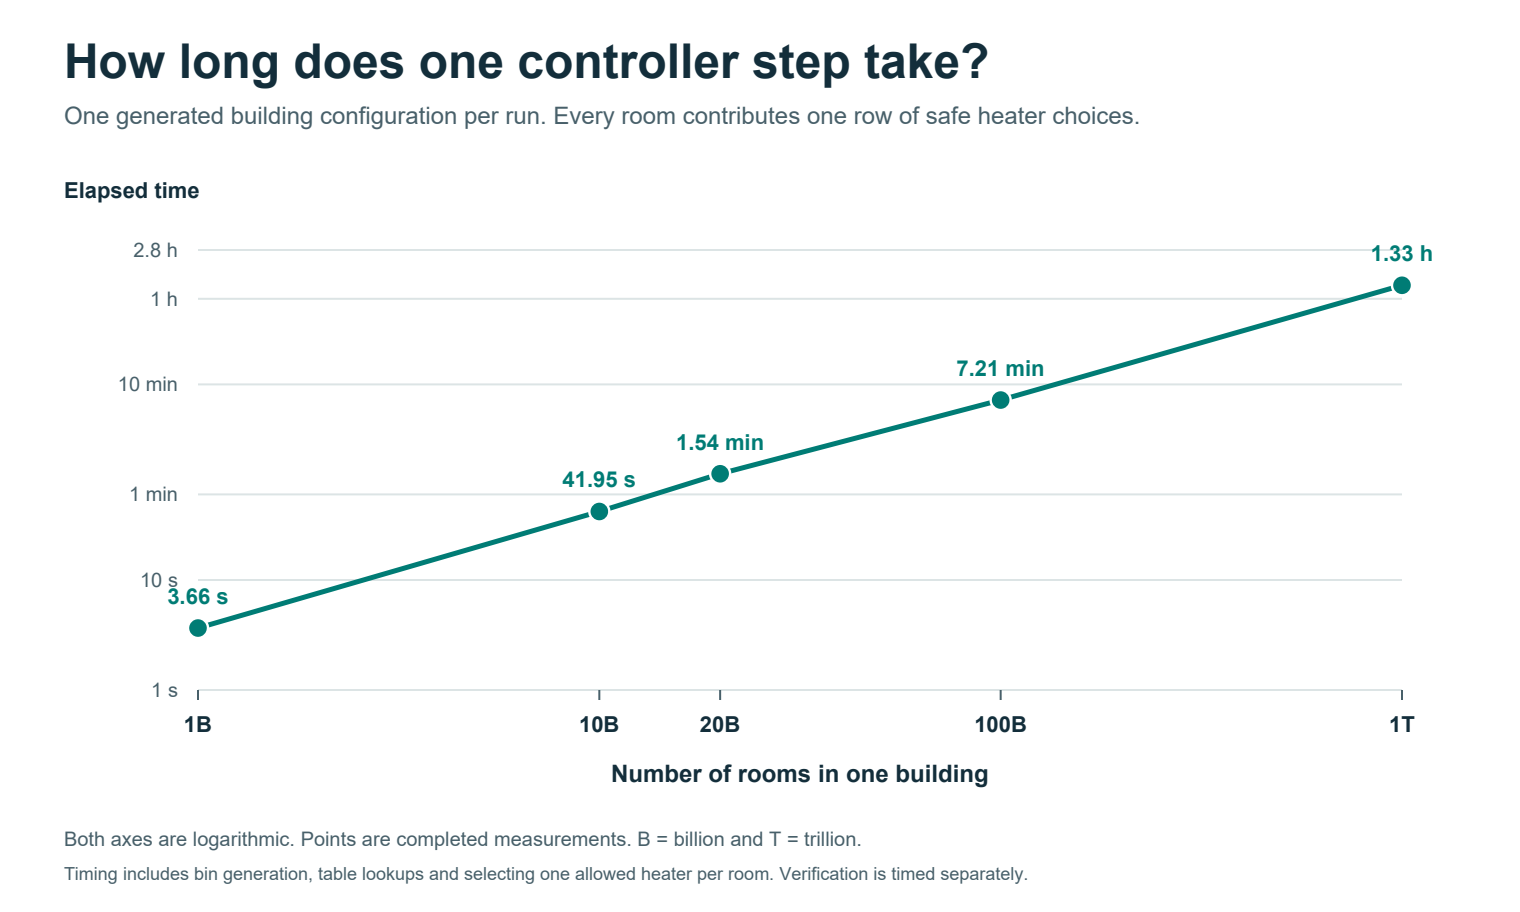 How long does one controller step take?
One generated building configuration per run. Every room contributes one row of safe heater choices.
Elapsed time
2.8 h
1.33 h
1 h
7.21 min
10 min
1.54 min
41.95 s
1 min
10 s
3.66 s
1 s
1B 10B 20B 100B 1T
Number of rooms in one building
Both axes are logarithmic. Points are completed measurements. B = billion and T = trillion.
Timing includes bin generation, table lookups and selecting one allowed heater per room. Verification is timed separately.